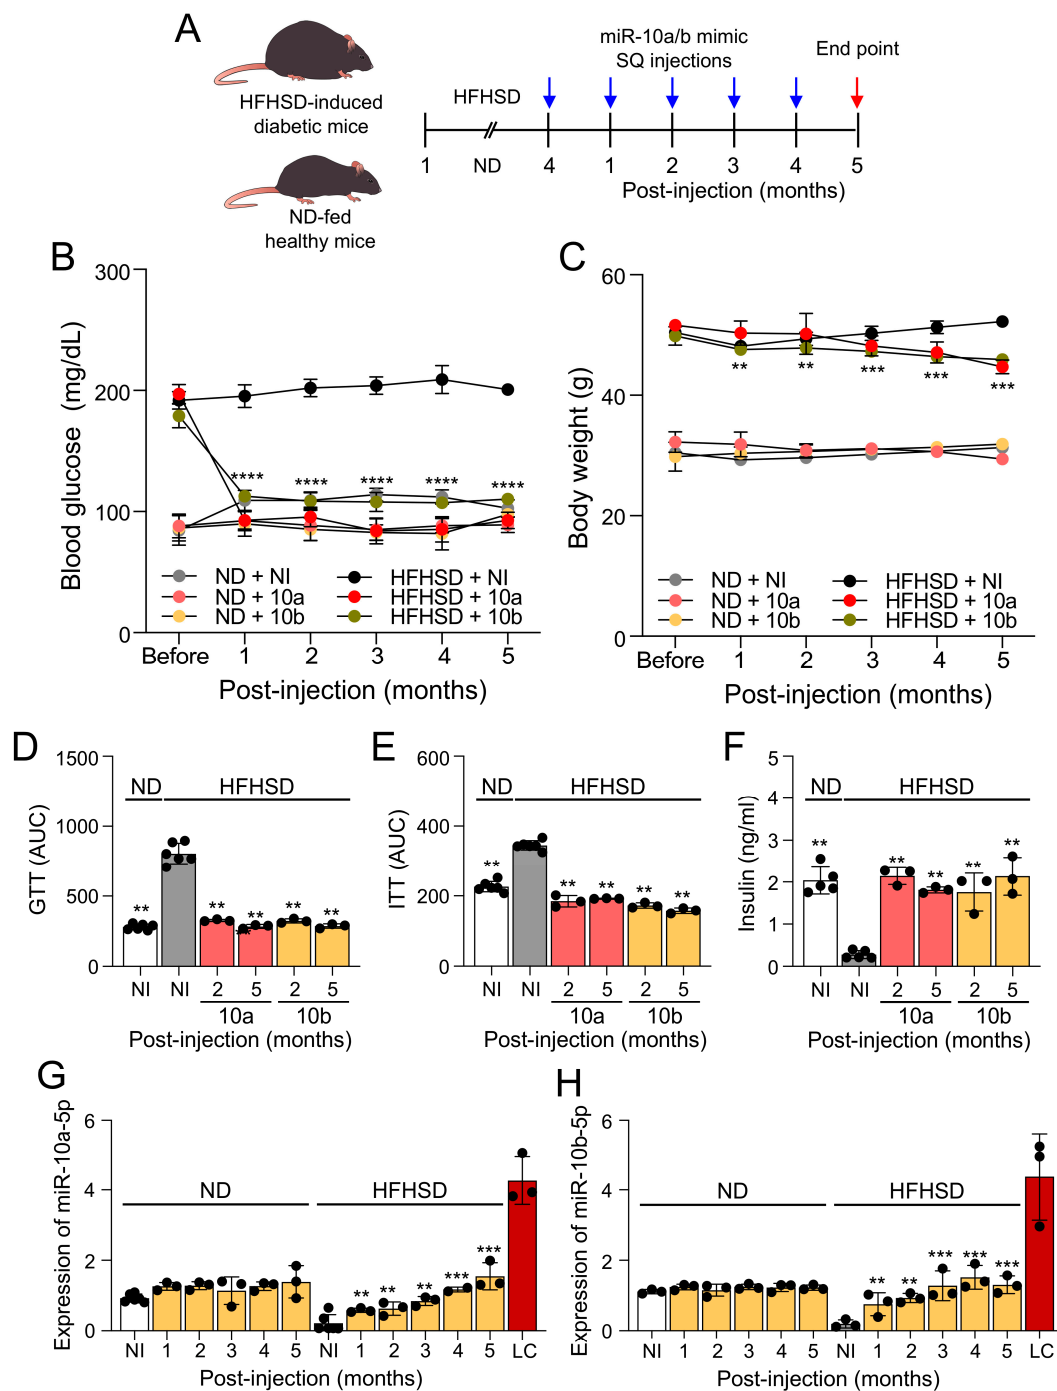 A
HFHSD-induced
diabetic mice
ND-fed
healthy mice
miR-10a/b mimic
SQ injections
End point
HFHSD
1 ND 4 1 2 3 4 5
Post-injection (months)
B
Blood glucose (mg/dL)
300
200
100
0
**** **** **** **** ****
ND + NI HFHSD + NI
ND + 10a HFHSD + 10a
ND + 10b HFHSD + 10b
Before 1 2 3 4 5
Post-injection (months)
C
Body weight (g)
60
40
20
0
** ** *** *** ***
ND + NI HFHSD + NI
ND + 10a HFHSD + 10a
ND + 10b HFHSD + 10b
Before 1 2 3 4 5
Post-injection (months)
D
GTT (AUC)
1500
1000
500
0
ND HFHSD
** ** ** ** **
**
NI NI 2 5 2 5
10a 10b
Post-injection (months)
E
ITT (AUC)
600
400
200
0
ND HFHSD
** ** ** ** **
NI NI 2 5 2 5
10a 10b
Post-injection (months)
F
Insulin (ng/ml)
5
4
3
2
1
0
ND HFHSD
** ** ** ** **
NI NI 2 5 2 5
10a 10b
Post-injection (months)
G
Expression of miR-10a-5p
6
4
2
0
ND HFHSD
** ** ** *** ***
NI 1 2 3 4 5 NI 1 2 3 4 5 LC
Post-injection (months)
H
Expression of miR-10b-5p
6
4
2
0
ND HFHSD
** ** *** *** ***
NI 1 2 3 4 5 NI 1 2 3 4 5 LC
Post-injection (months)